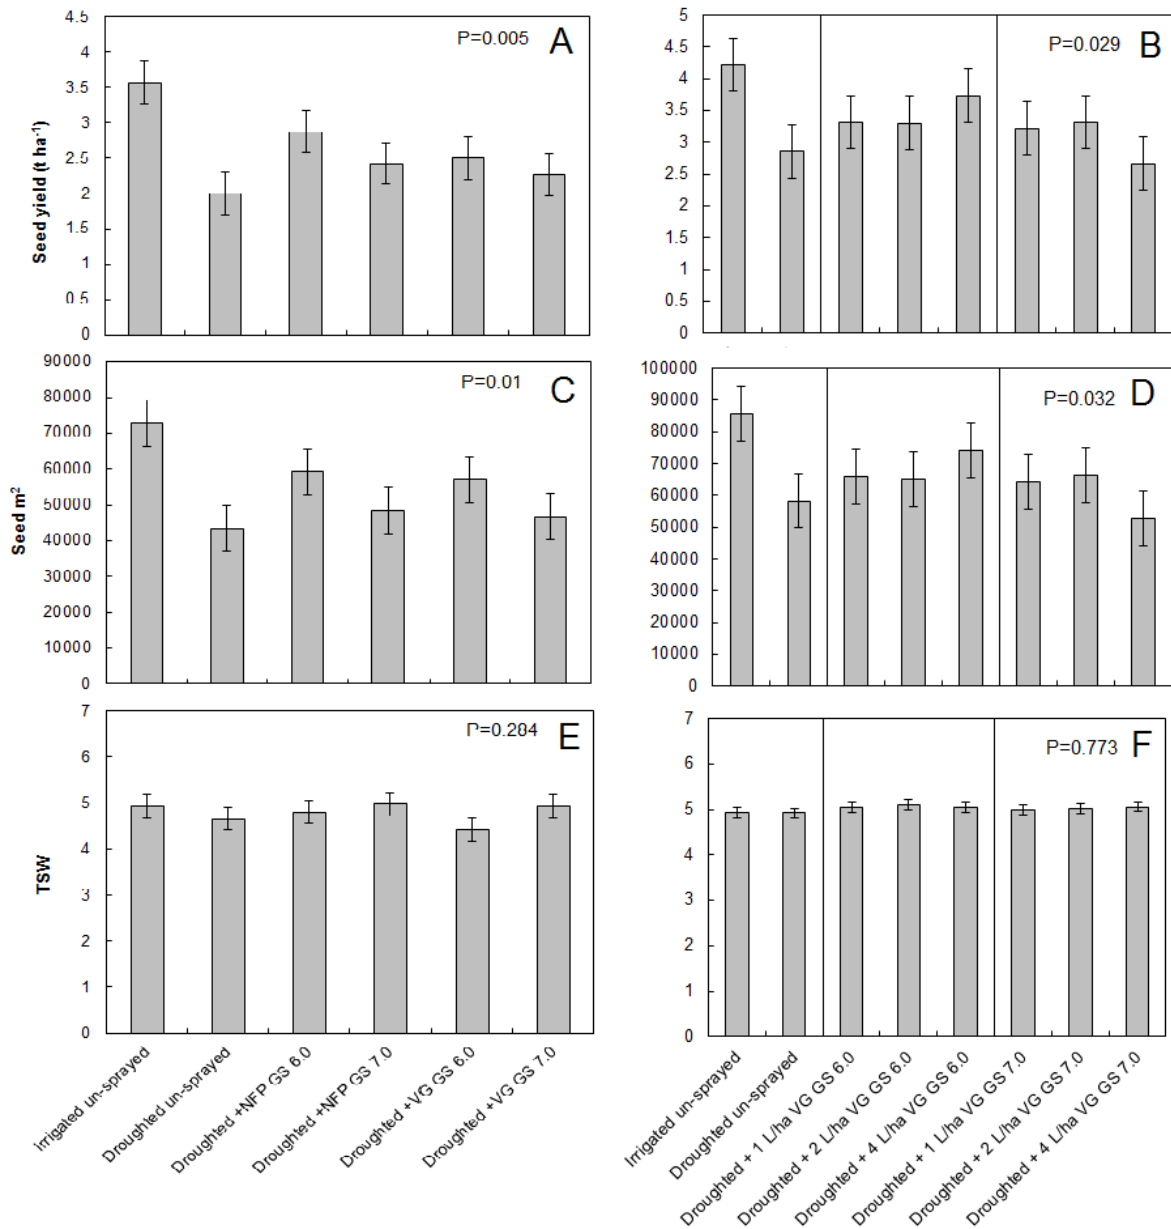 P=0.005 A
4.5
4
3.5
3
2.5
2
1.5
1
0.5
0
Seed yield (t ha⁻¹)
P=0.029 B
5
4.5
4
3.5
3
2.5
2
1.5
1
0.5
0
P=0.01 C
90000
80000
70000
60000
50000
40000
30000
20000
10000
0
Seed m²
P=0.032 D
100000
90000
80000
70000
60000
50000
40000
30000
20000
10000
0
P=0.284 E
7
6
5
4
3
2
1
0
TSW
Irrigated un-sprayed
Droughted un-sprayed
Droughted +NFP GS 6.0
Droughted +NFP GS 7.0
Droughted +VG GS 6.0
Droughted +VG GS 7.0
P=0.773 F
7
6
5
4
3
2
1
0
Irrigated un-sprayed
Droughted un-sprayed
Droughted + 1 L/ha VG GS 6.0
Droughted + 2 L/ha VG GS 6.0
Droughted + 4 L/ha VG GS 6.0
Droughted + 1 L/ha VG GS 7.0
Droughted + 2 L/ha VG GS 7.0
Droughted + 4 L/ha VG GS 7.0